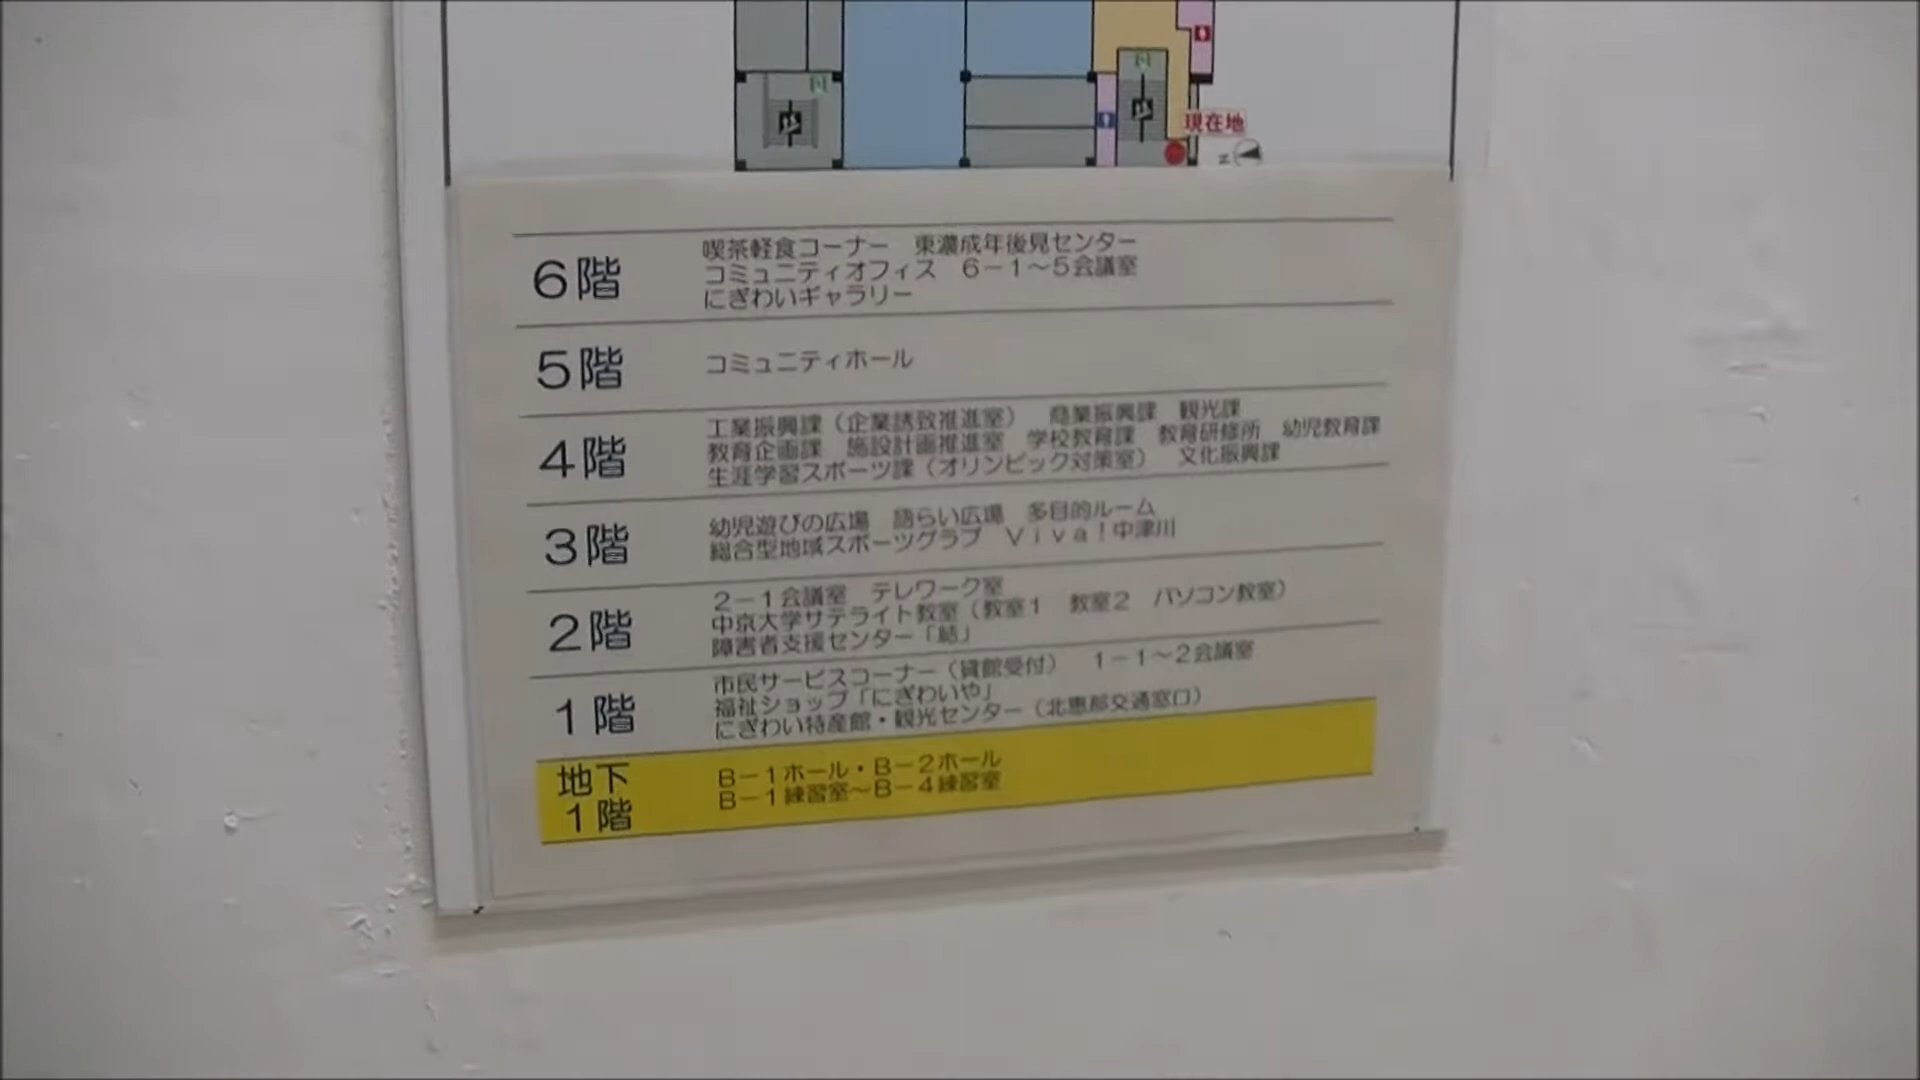 現在地
N
6階
喫茶軽食コーナー 東濃成年後見センター
コミュニティオフィス 6-1~5会議室
にぎわいギャラリー
5階
コミュニティホール
4階
工業振興課(企業誘致推進室) 商業振興課 観光課
教育企画課 施設計画推進室 学校教育課 教育研修所 幼児教育課
生涯学習スポーツ課(オリンピック対策室) 文化振興課
3階
幼児遊びの広場 語らい広場 多目的ルーム
総合型地域スポーツクラブ Viva!中津川
2階
2-1会議室 テレワーク室
中京大学サテライト教室(教室1 教室2 パソコン教室)
障害者支援センター「結」
1階
市民サービスコーナー(貸館受付) 1-1~2会議室
福祉ショップ「にぎわいや」
にぎわい特産館・観光センター(北恵那交通窓口)
地下
1階
B-1ホール・B-2ホール
B-1練習室~B-4練習室